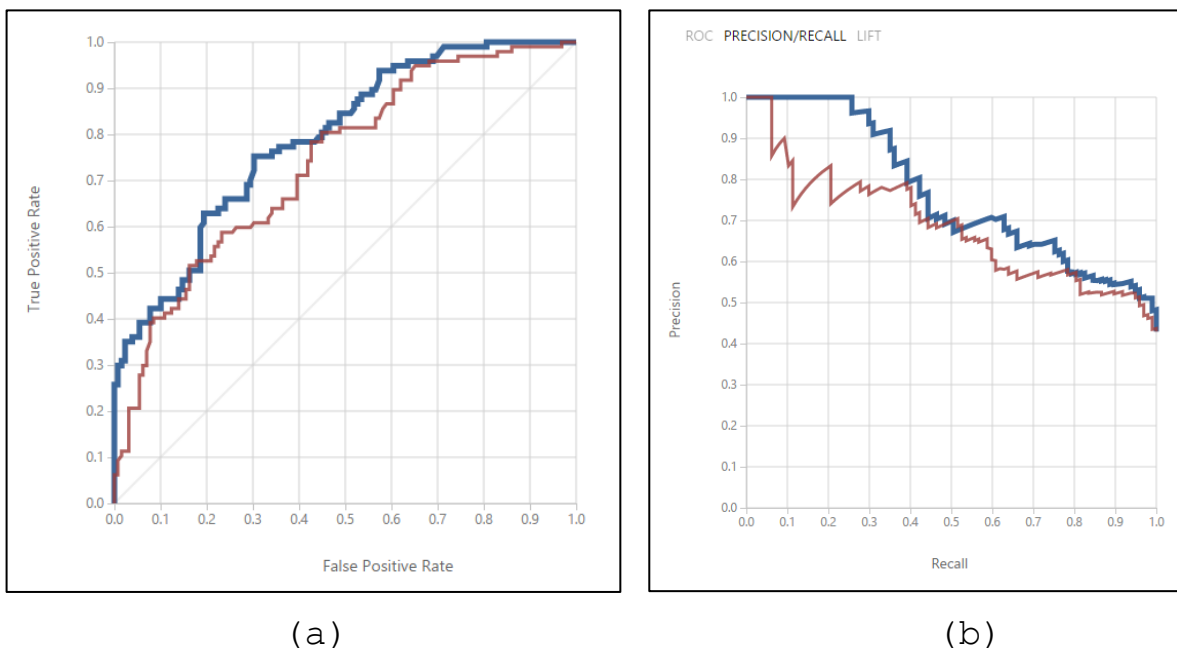 1.0
0.9
0.8
0.7
0.6
0.5
0.4
0.3
0.2
0.1
0.0
True Positive Rate
0.0 0.1 0.2 0.3 0.4 0.5 0.6 0.7 0.8 0.9 1.0
False Positive Rate
(a)
ROC PRECISION/RECALL LIFT
1.0
0.9
0.8
0.7
0.6
0.5
0.4
0.3
0.2
0.1
0.0
Precision
0.0 0.1 0.2 0.3 0.4 0.5 0.6 0.7 0.8 0.9 1.0
Recall
(b)